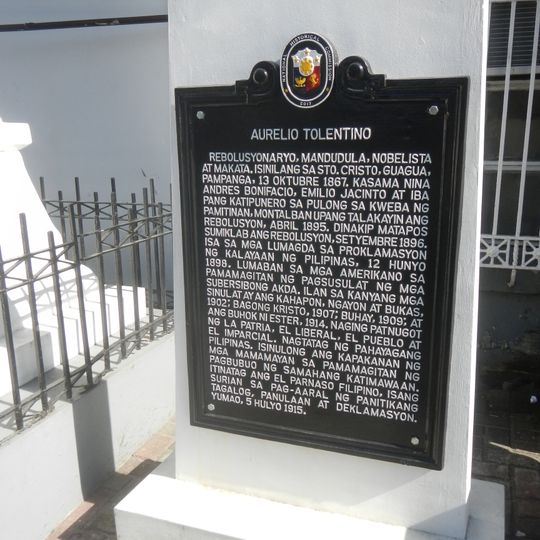 NATIONAL HISTORICAL COMMISSION
2017
AURELIO TOLENTINO
REBOLUSYONARYO, MANDUDULA, NOBELISTA
AT MAKATA. ISINILANG SA STO. CRISTO, GUAGUA,
PAMPANGA, 13 OKTUBRE 1867. KASAMA NINA
ANDRES BONIFACIO, EMILIO JACINTO AT IBA
PANG KATIPUNERO SA PULONG SA KWEBA NG
PAMITINAN, MONTALBAN UPANG TALAKAYIN ANG
REBOLUSYON, ABRIL 1895. DINAKIP MATAPOS
SUMIKLAB ANG REBOLUSYON, SETYEMBRE 1896.
ISA SA MGA LUMAGDA SA PROKLAMASYON
NG KALAYAAN NG PILIPINAS, 12 HUNYO
1898. LUMABAN SA MGA AMERIKANO SA
PAMAMAGITAN NG PAGSUSULAT NG MGA
SUBERSIBONG AKDA. ILAN SA KANYANG MGA
SINULAT AY ANG KAHAPON, NGAYON AT BUKAS,
1902; BAGONG KRISTO, 1907; BUHAY, 1909; AT
ANG BUHOK NI ESTER, 1914. NAGING PATNUGOT
NG LA PATRIA, EL LIBERAL, EL PUEBLO AT
EL IMPARCIAL. NAGTATAG NG PAHAYAGANG
PILIPINAS. ISINULONG ANG KAPAKANAN NG
MGA MAMAMAYAN SA PAMAMAGITAN NG
PAGBUBUO NG SAMAHANG KATIMAWAAN.
ITINATAG ANG EL PARNASO FILIPINO, ISANG
SURIAN SA PAG-AARAL NG PANITIKANG
TAGALOG, PANULAAN AT DEKLAMASYON.
YUMAO, 5 HULYO 1915.